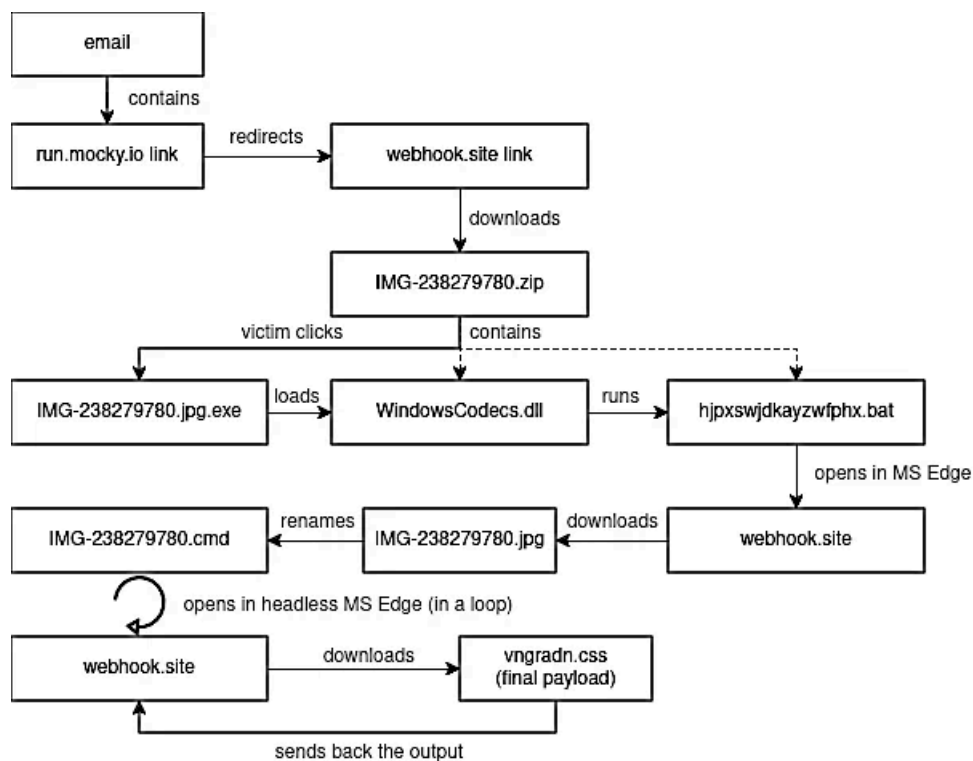 email
contains
run.mocky.io link
redirects
webhook.site link
downloads
IMG-238279780.zip
victim clicks
contains
IMG-238279780.jpg.exe
loads
WindowsCodecs.dll
runs
hjpxswjdkayzwfphx.bat
opens in MS Edge
IMG-238279780.cmd
renames
IMG-238279780.jpg
downloads
webhook.site
opens in headless MS Edge (in a loop)
webhook.site
downloads
vngradn.css
(final payload)
sends back the output